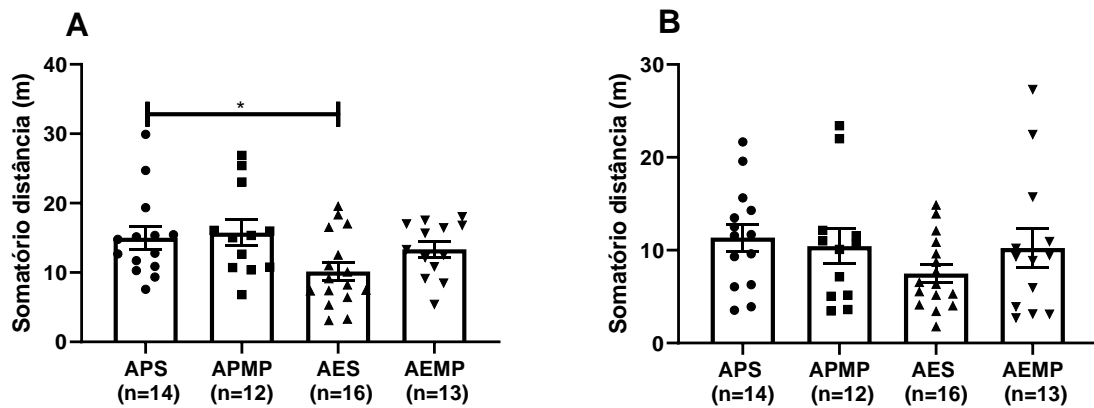 A
Somatório distância (m)
40
30
20
10
0
*
APS
(n=14)
APMP
(n=12)
AES
(n=16)
AEMP
(n=13)
B
Somatório distância (m)
30
20
10
0
APS
(n=14)
APMP
(n=12)
AES
(n=16)
AEMP
(n=13)